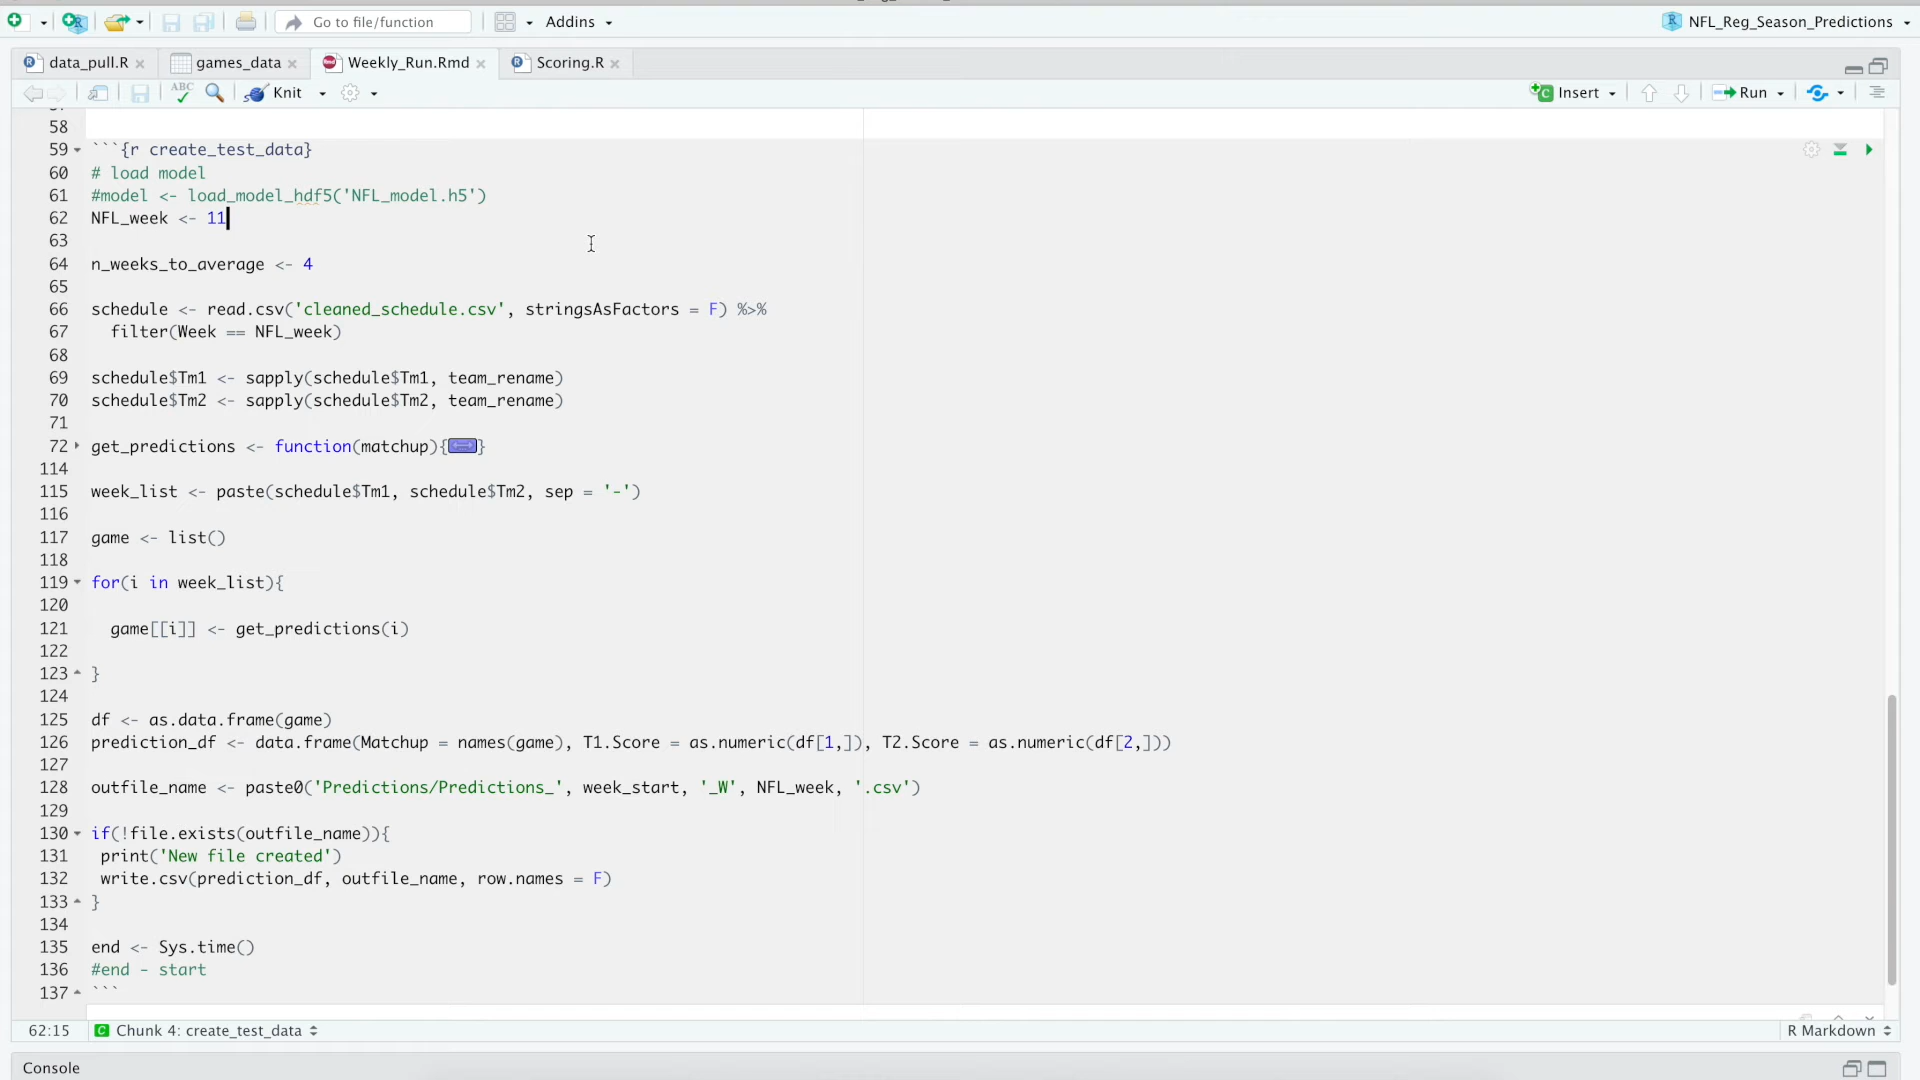 Go to file/function
Addins
NFL_Reg_Season_Predictions
data_pull.R
games_data
Weekly_Run.Rmd
Scoring.R
ABC
Knit
Insert
Run
58
59 ```{r create_test_data}
60 # load model
61 #model <- load_model_hdf5('NFL_model.h5')
62 NFL_week <- 11
63
64 n_weeks_to_average <- 4
65
66 schedule <- read.csv('cleaned_schedule.csv', stringsAsFactors = F) %>%
67 filter(Week == NFL_week)
68
69 schedule$Tm1 <- sapply(schedule$Tm1, team_rename)
70 schedule$Tm2 <- sapply(schedule$Tm2, team_rename)
71
72 get_predictions <- function(matchup){}
114
115 week_list <- paste(schedule$Tm1, schedule$Tm2, sep = '-')
116
117 game <- list()
118
119 for(i in week_list){
120
121 game[[i]] <- get_predictions(i)
122
123 }
124
125 df <- as.data.frame(game)
126 prediction_df <- data.frame(Matchup = names(game), T1.Score = as.numeric(df[1,]), T2.Score = as.numeric(df[2,]))
127
128 outfile_name <- paste0('Predictions/Predictions_', week_start, '_W', NFL_week, '.csv')
129
130 if(!file.exists(outfile_name)){
131 print('New file created')
132 write.csv(prediction_df, outfile_name, row.names = F)
133 }
134
135 end <- Sys.time()
136 #end - start
137 ```
62:15 C Chunk 4: create_test_data
R Markdown
Console